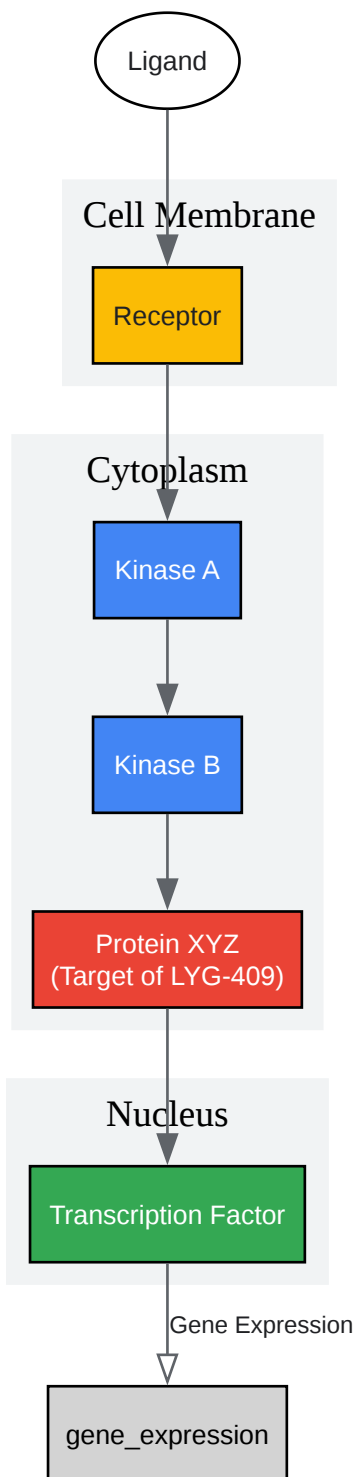 Ligand
Cell Membrane
Receptor
Cytoplasm
Kinase A
Kinase B
Protein XYZ
(Target of LYG-409)
Nucleus
Transcription Factor
Gene Expression
gene_expression